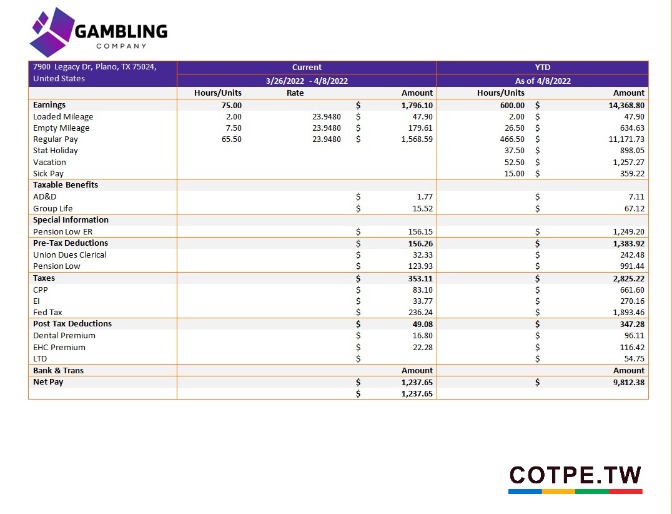 GAMBLING
COMPANY
7900 Legacy Dr, Plano, TX 75024, Current YTD
United States 3/26/2022 - 4/8/2022 As of 4/8/2022
Hours/Units Rate Amount Hours/Units Amount
Earnings 75.00 $ 1,796.10 600.00 $ 14,368.80
Loaded Mileage 2.00 23.9480 $ 47.90 2.00 $ 47.90
Empty Mileage 7.50 23.9480 $ 179.61 26.50 $ 634.63
Regular Pay 65.50 23.9480 $ 1,568.59 466.50 $ 11,171.73
Stat Holiday 37.50 $ 898.05
Vacation 52.50 $ 1,257.27
Sick Pay 15.00 $ 359.22
Taxable Benefits
AD&D $ 1.77 $ 7.11
Group Life $ 15.52 $ 67.12
Special Information
Pension Low ER $ 156.15 $ 1,249.20
Pre-Tax Deductions $ 156.26 $ 1,383.92
Union Dues Clerical $ 32.33 $ 242.48
Pension Low $ 123.93 $ 991.44
Taxes $ 353.11 $ 2,825.22
CPP $ 83.10 $ 661.60
EI $ 33.77 $ 270.16
Fed Tax $ 236.24 $ 1,893.46
Post Tax Deductions $ 49.08 $ 347.28
Dental Premium $ 16.80 $ 96.11
EHC Premium $ 22.28 $ 116.42
LTD $ $ 54.75
Bank & Trans Amount Amount
Net Pay $ 1,237.65 $ 9,812.38
$ 1,237.65
COTPE.TW